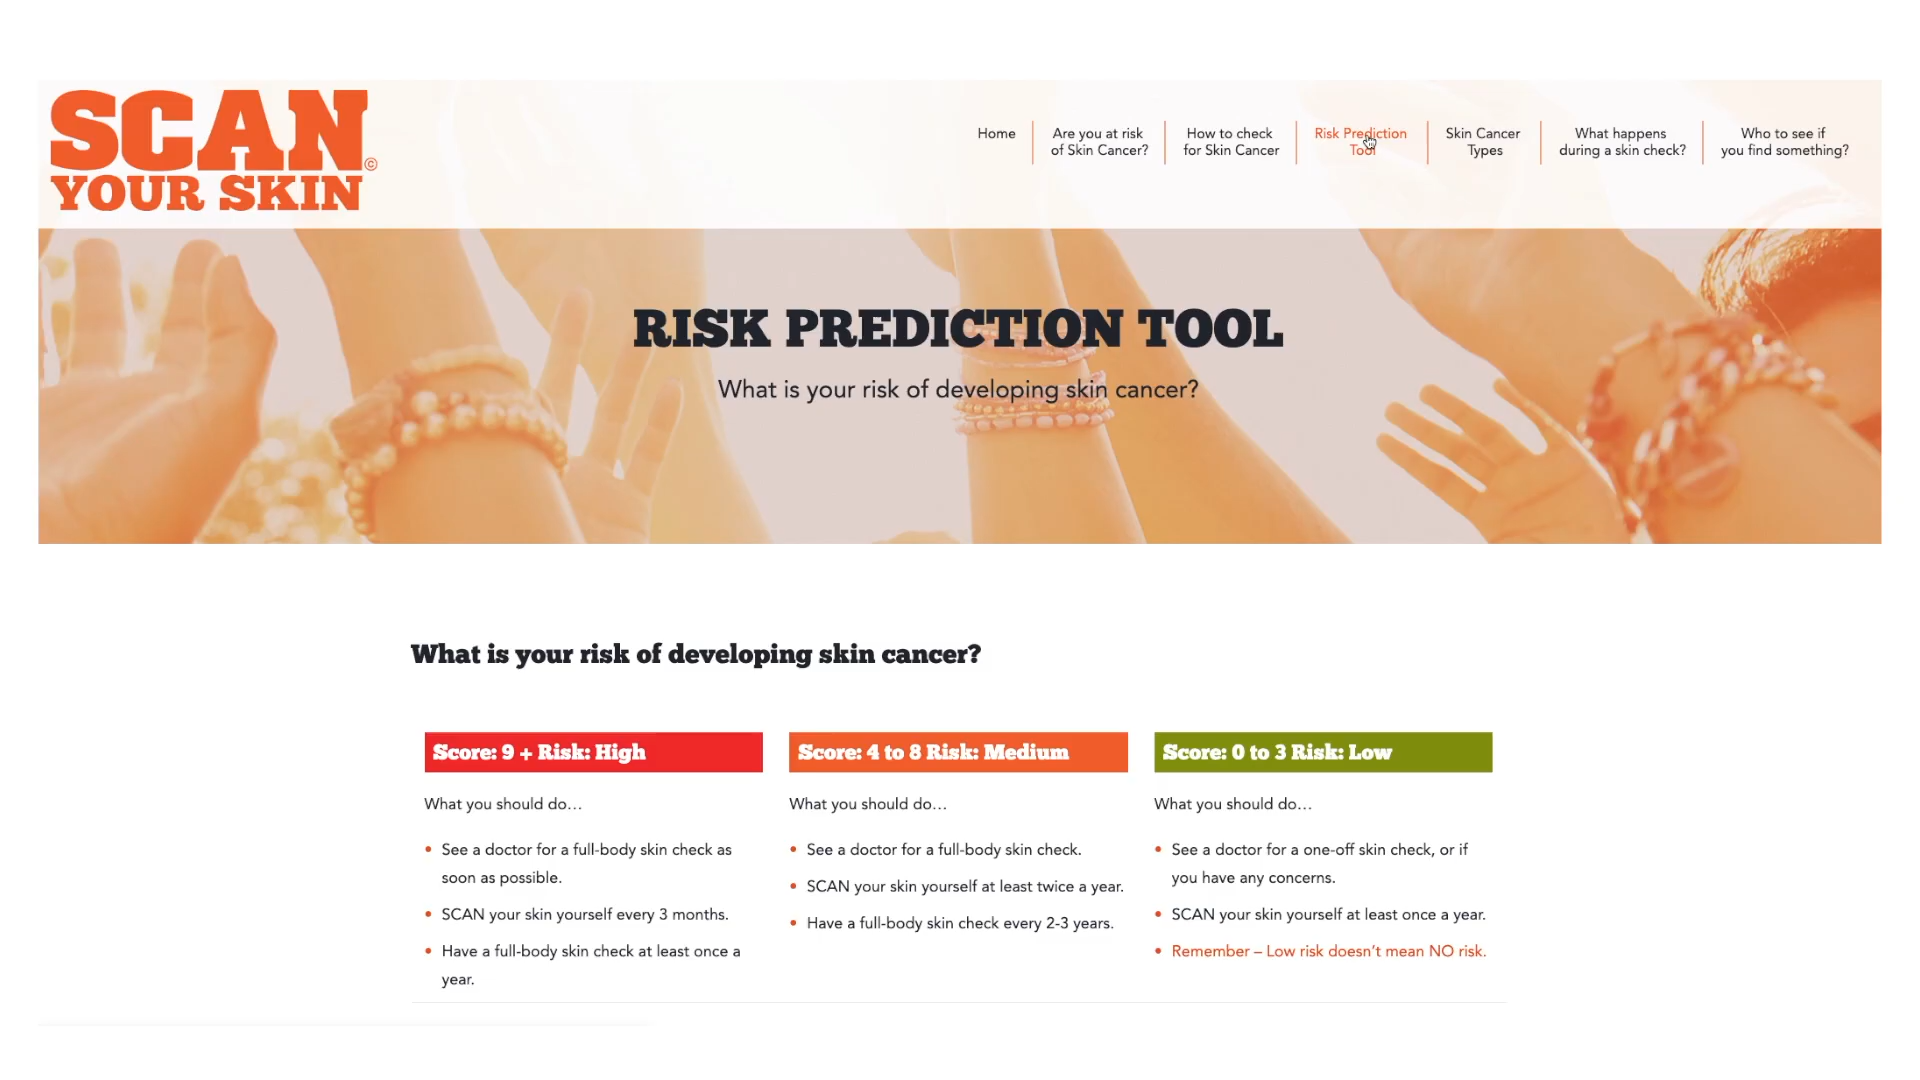 SCAN
YOUR SKIN
©
Home
Are you at risk
of Skin Cancer?
How to check
for Skin Cancer
Risk Prediction
Tool
Skin Cancer
Types
What happens
during a skin check?
Who to see if
you find something?
RISK PREDICTION TOOL
What is your risk of developing skin cancer?
What is your risk of developing skin cancer?
Score: 9 + Risk: High
What you should do…
• See a doctor for a full-body skin check as
soon as possible.
• SCAN your skin yourself every 3 months.
• Have a full-body skin check at least once a
year.
Score: 4 to 8 Risk: Medium
What you should do…
• See a doctor for a full-body skin check.
• SCAN your skin yourself at least twice a year.
• Have a full-body skin check every 2-3 years.
Score: 0 to 3 Risk: Low
What you should do…
• See a doctor for a one-off skin check, or if
you have any concerns.
• SCAN your skin yourself at least once a year.
• Remember – Low risk doesn’t mean NO risk.